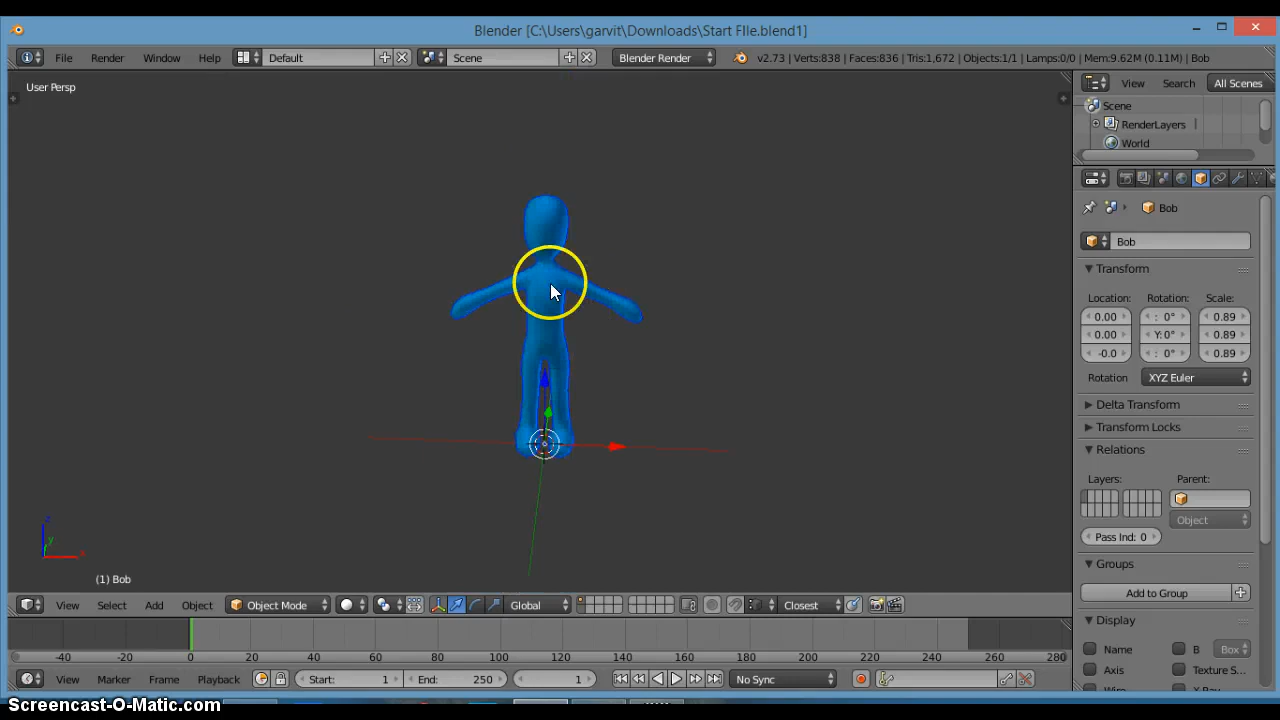 Blender [C:\Users\garvit\Downloads\Start FIle.blend1]
File Render Window Help Default Scene Blender Render v2.73 | Verts:838 | Faces:836 | Tris:1,672 | Objects:1/1 | Lamps:0/0 | Mem:9.62M (0.11M) | Bob
User Persp
View Search All Scenes
Scene
RenderLayers
World
Bob
Bob
Transform
Location: Rotation: Scale:
0.00 : 0° 0.89
0.00 Y: 0° 0.89
-0.0 : 0° 0.89
Rotation XYZ Euler
Delta Transform
Transform Locks
Relations
Layers: Parent:
Object
Pass Ind: 0
Groups
Add to Group
Display
Name B Box
Axis Texture S...
z
y
x
(1) Bob
View Select Add Object Object Mode Global Closest
-40 -20 0 20 40 60 80 100 120 140 160 180 200 220 240 260 280
View Marker Frame Playback Start: 1 End: 250 1 No Sync
Screencast-O-Matic.com